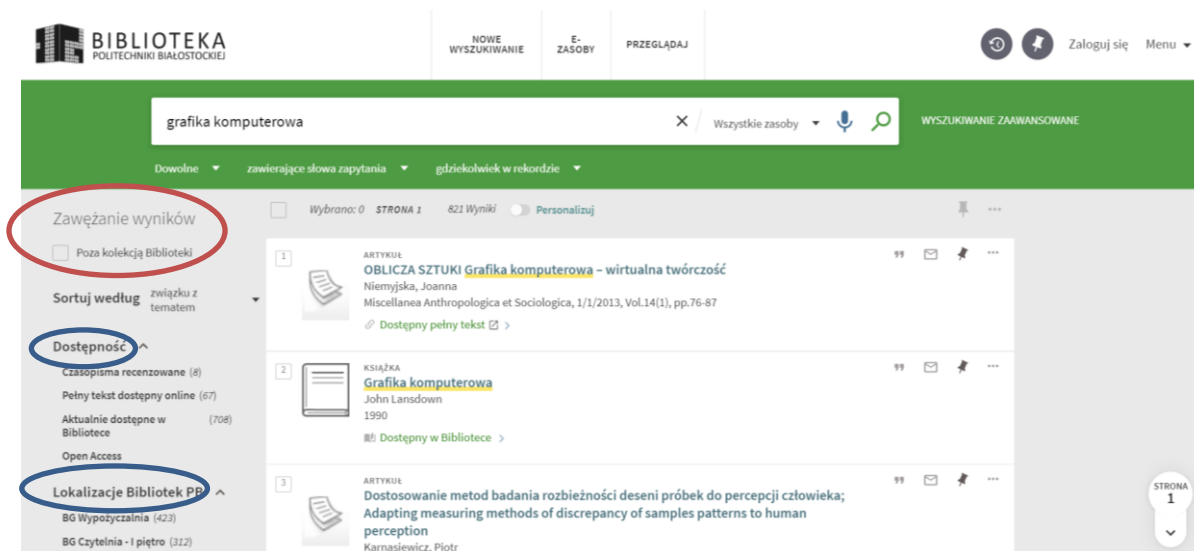 BIBLIOTEKA
POLITECHNIKI BIAŁOSTOCKIEJ
NOWE
WYSZUKIWANIE
E-
ZASOBY
PRZEGLĄDAJ
Zaloguj się
Menu
grafika komputerowa
Wszystkie zasoby
WYSZUKIWANIE ZAAWANSOWANE
Dowolne
zawierające słowa zapytania
gdziekolwiek w rekordzie
Zawężanie wyników
Poza kolekcją Biblioteki
Sortuj według
związku z
tematem
Dostępność
Czasopisma recenzowane (8)
Pełny tekst dostępny online (67)
Aktualnie dostępne w (708)
Bibliotece
Open Access
Lokalizacje Bibliotek PB
BG Wypożyczalnia (423)
BG Czytelnia - I piętro (312)
Wybrano: 0 STRONA 1 821 Wyniki Personalizuj
1
ARTYKUŁ
OBLICZA SZTUKI Grafika komputerowa – wirtualna twórczość
Niemyjska, Joanna
Miscellanea Anthropologica et Sociologica, 1/1/2013, Vol.14(1), pp.76-87
Dostępny pełny tekst
2
KSIĄŻKA
Grafika komputerowa
John Lansdown
1990
Dostępny w Bibliotece
3
ARTYKUŁ
Dostosowanie metod badania rozbieżności deseni próbek do percepcji człowieka;
Adapting measuring methods of discrepancy of samples patterns to human
perception
Karnasiewicz, Piotr
STRONA
1